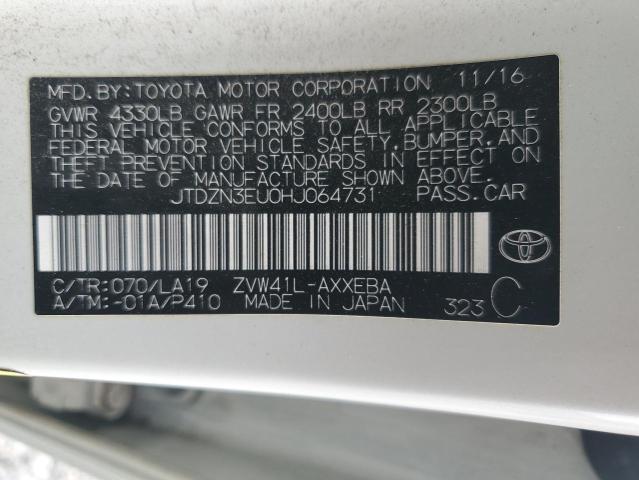 MFD.BY:TOYOTA MOTOR CORPORATION 11/16
GVWR 4330LB GAWR FR 2400LB RR 2300LB
THIS VEHICLE CONFORMS TO ALL APPLICABLE
FEDERAL MOTOR VEHICLE SAFETY,BUMPER,AND
THEFT PREVENTION STANDARDS IN EFFECT ON
THE DATE OF MANUFACTURE SHOWN ABOVE.
JTDZN3EU0HJ064731 PASS.CAR
C/TR:070/LA19 ZVW41L-AXXEBA
A/TM:-01A/P410 MADE IN JAPAN 323 C